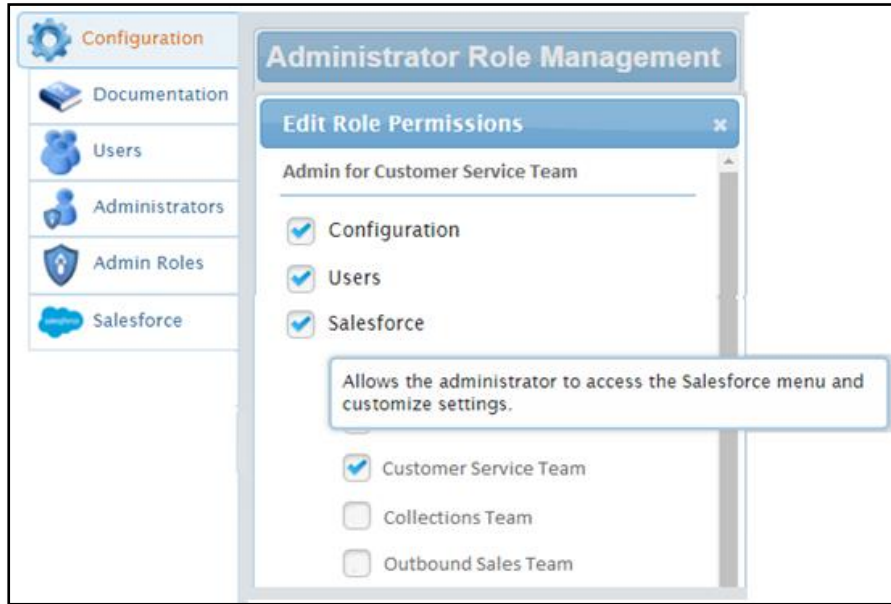 Configuration
Documentation
Users
Administrators
Admin Roles
Salesforce
Administrator Role Management
Edit Role Permissions
Admin for Customer Service Team
Configuration
Users
Salesforce
Allows the administrator to access the Salesforce menu and
customize settings.
Customer Service Team
Collections Team
Outbound Sales Team